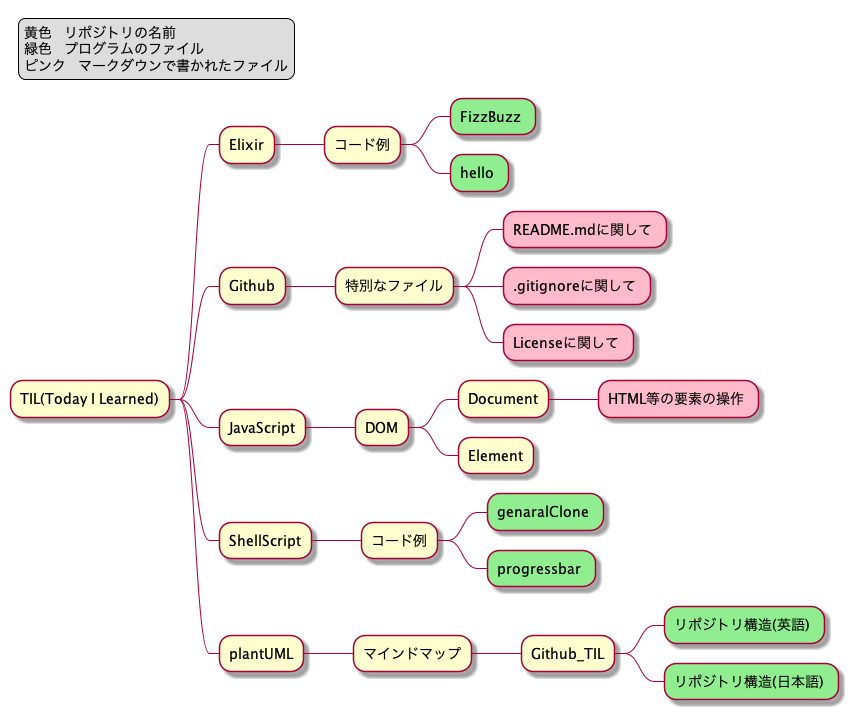 黄色　リポジトリの名前
緑色　プログラムのファイル
ピンク　マークダウンで書かれたファイル
TIL(Today I Learned)
Elixir
コード例
FizzBuzz
hello
Github
特別なファイル
README.mdに関して
.gitignoreに関して
Licenseに関して
JavaScript
DOM
Document
HTML等の要素の操作
Element
ShellScript
コード例
genaralClone
progressbar
plantUML
マインドマップ
Github_TIL
リポジトリ構造(英語)
リポジトリ構造(日本語)